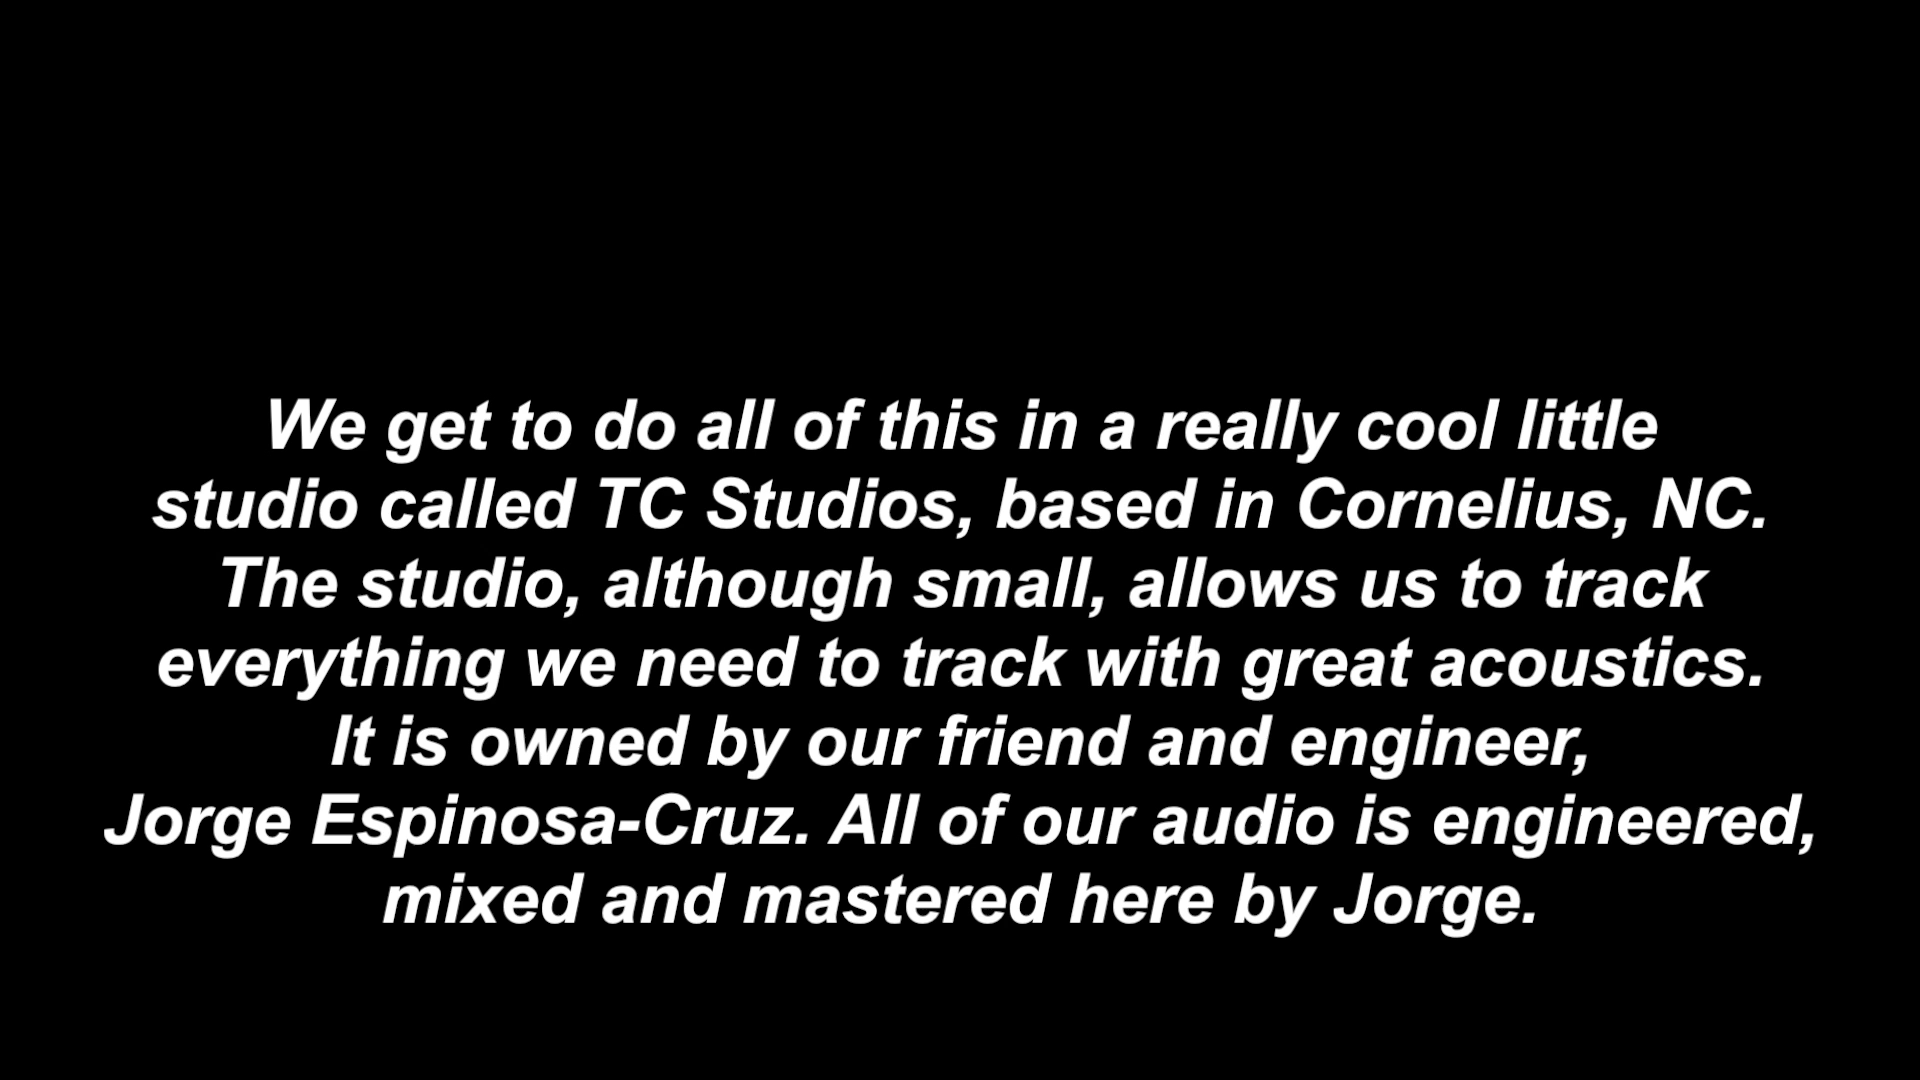 We get to do all of this in a really cool little
studio called TC Studios, based in Cornelius, NC.
The studio, although small, allows us to track
everything we need to track with great acoustics.
It is owned by our friend and engineer,
Jorge Espinosa-Cruz. All of our audio is engineered,
mixed and mastered here by Jorge.